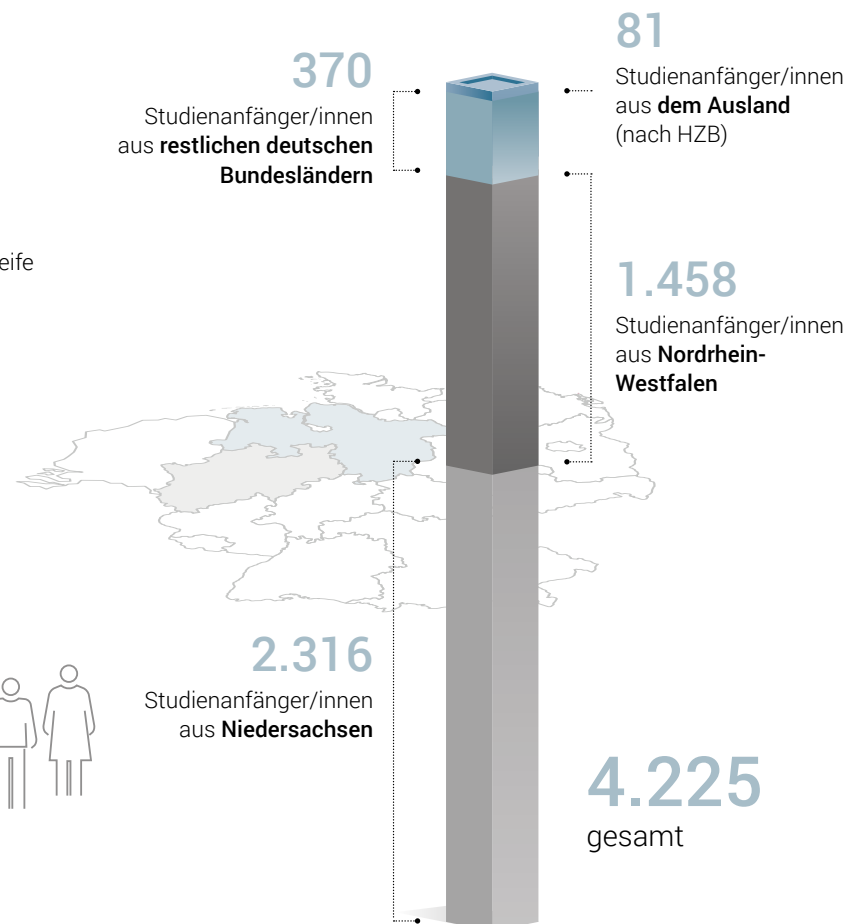 370
Studienanfänger/innen
aus restlichen deutschen
Bundesländern
81
Studienanfänger/innen
aus dem Ausland
(nach HZB)
eife
1.458
Studienanfänger/innen
aus Nordrhein-
Westfalen
2.316
Studienanfänger/innen
aus Niedersachsen
4.225
gesamt